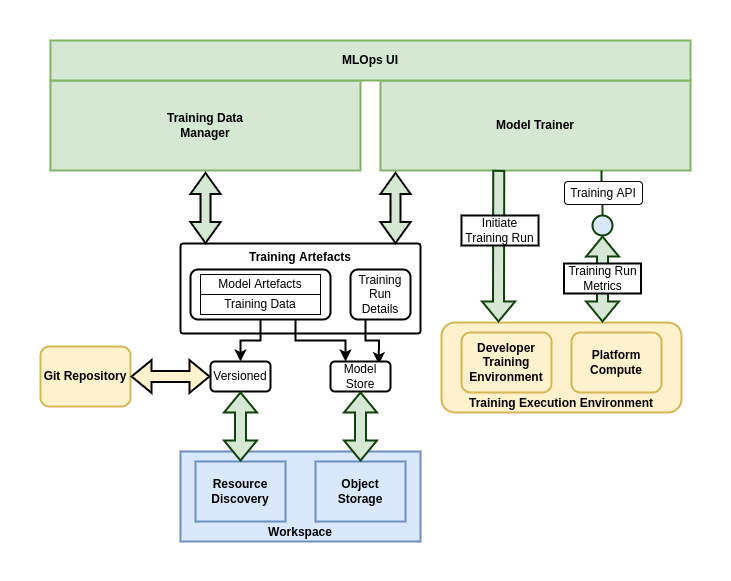 MLOps UI
Training Data
Manager
Model Trainer
Training API
Initiate
Training Run
Training Run
Metrics
Training Artefacts
Model Artefacts
Training Data
Training
Run
Details
Git Repository
Versioned
Model
Store
Developer
Training
Environment
Platform
Compute
Training Execution Environment
Resource
Discovery
Object
Storage
Workspace